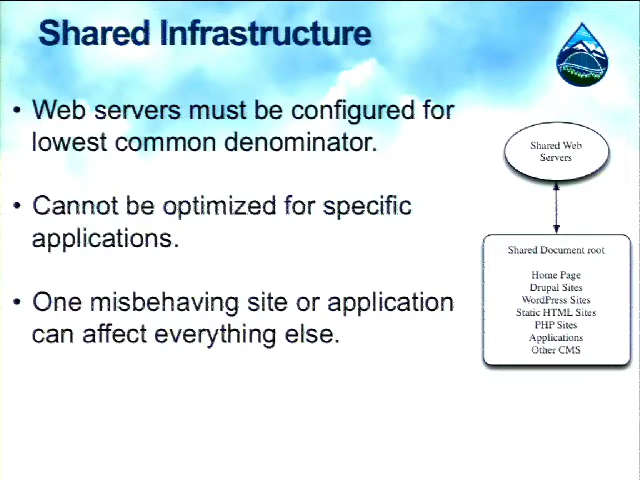 Shared Infrastructure
• Web servers must be configured for
lowest common denominator.
• Cannot be optimized for specific
applications.
• One misbehaving site or application
can affect everything else.
Shared Web
Servers
Shared Document root
Home Page
Drupal Sites
WordPress Sites
Static HTML Sites
PHP Sites
Applications
Other CMS